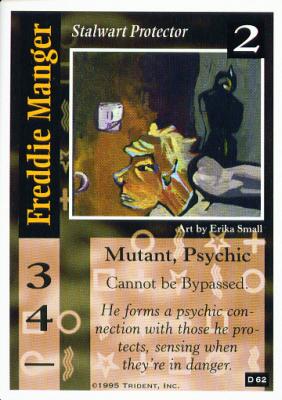 Freddie Manger
Stalwart Protector
2
Art by Erika Small
3
4
—
Mutant, Psychic
Cannot be Bypassed.
He forms a psychic con-
nection with those he pro-
tects, sensing when
they're in danger.
©1995 TRIDENT, INC.
D 62